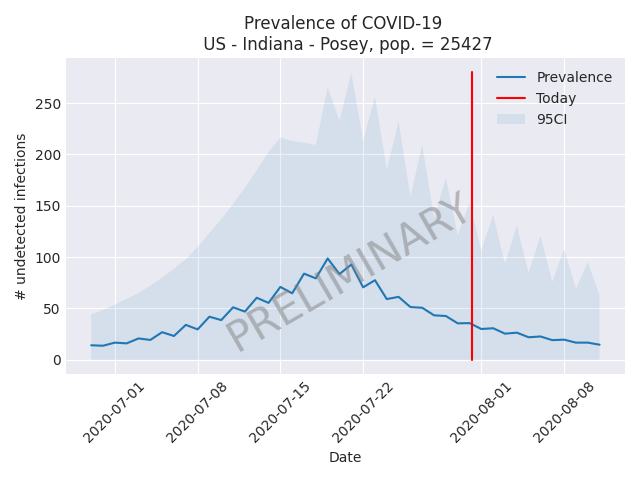 Prevalence of COVID-19
US - Indiana - Posey, pop. = 25427
Prevalence
Today
95CI
# undetected infections
250
200
150
100
50
0
PRELIMINARY
2020-07-01
2020-07-08
2020-07-15
2020-07-22
2020-08-01
2020-08-08
Date